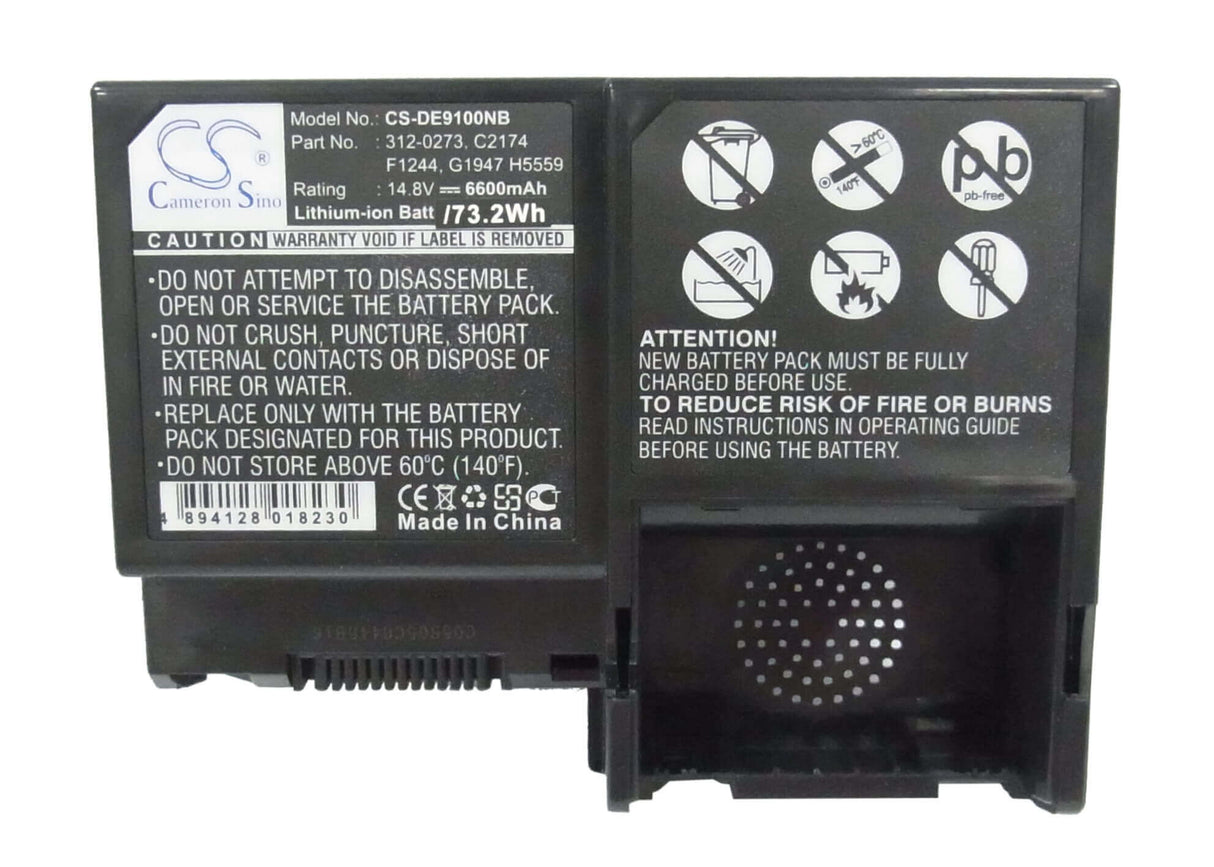 Cameron Sino ®
Model No.: CS-DE9100NB
Part No. : 312-0273, C2174
F1244, G1947 H5559
Rating : 14.8V ⎓ 6600mAh
Lithium-ion Batt /73.2Wh
CAUTION WARRANTY VOID IF LABEL IS REMOVED
•DO NOT ATTEMPT TO DISASSEMBLE,
OPEN OR SERVICE THE BATTERY PACK.
•DO NOT CRUSH, PUNCTURE, SHORT
EXTERNAL CONTACTS OR DISPOSE OF
IN FIRE OR WATER.
•REPLACE ONLY WITH THE BATTERY
PACK DESIGNATED FOR THIS PRODUCT.
•DO NOT STORE ABOVE 60°C (140°F).
4 894128 018230
CE PCT
Made In China
>60°C
140°F
pb
pb-free
ATTENTION!
NEW BATTERY PACK MUST BE FULLY
CHARGED BEFORE USE.
TO REDUCE RISK OF FIRE OR BURNS
READ INSTRUCTIONS IN OPERATING GUIDE
BEFORE USING THE BATTERY.